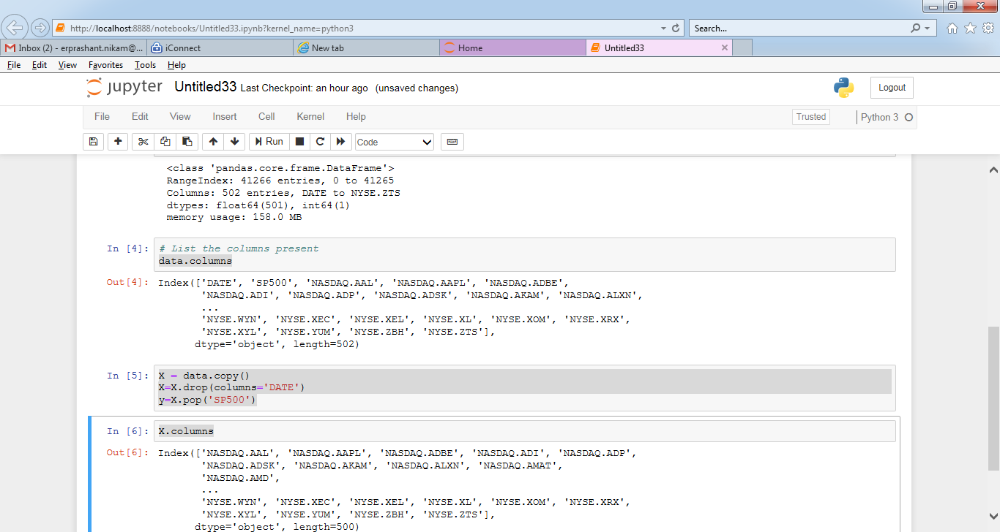 http://localhost:8888/notebooks/Untitled33.ipynb?kernel_name=python3
Search...
Inbox (2) - erprashant.nikam@...
iConnect
New tab
Home
Untitled33
File Edit View Favorites Tools Help
jupyter Untitled33 Last Checkpoint: an hour ago (unsaved changes)
Logout
File Edit View Insert Cell Kernel Help
Trusted
Python 3
Run
Code
<class 'pandas.core.frame.DataFrame'>
RangeIndex: 41266 entries, 0 to 41265
Columns: 502 entries, DATE to NYSE.ZTS
dtypes: float64(501), int64(1)
memory usage: 158.0 MB
In [4]: # List the columns present
data.columns
Out[4]: Index(['DATE', 'SP500', 'NASDAQ.AAL', 'NASDAQ.AAPL', 'NASDAQ.ADBE',
'NASDAQ.ADI', 'NASDAQ.ADP', 'NASDAQ.ADSK', 'NASDAQ.AKAM', 'NASDAQ.ALXN',
...
'NYSE.WYN', 'NYSE.XEC', 'NYSE.XEL', 'NYSE.XL', 'NYSE.XOM', 'NYSE.XRX',
'NYSE.XYL', 'NYSE.YUM', 'NYSE.ZBH', 'NYSE.ZTS'],
dtype='object', length=502)
In [5]: X = data.copy()
X=X.drop(columns='DATE')
y=X.pop('SP500')
In [6]: X.columns
Out[6]: Index(['NASDAQ.AAL', 'NASDAQ.AAPL', 'NASDAQ.ADBE', 'NASDAQ.ADI', 'NASDAQ.ADP',
'NASDAQ.ADSK', 'NASDAQ.AKAM', 'NASDAQ.ALXN', 'NASDAQ.AMAT',
'NASDAQ.AMD',
...
'NYSE.WYN', 'NYSE.XEC', 'NYSE.XEL', 'NYSE.XL', 'NYSE.XOM', 'NYSE.XRX',
'NYSE.XYL', 'NYSE.YUM', 'NYSE.ZBH', 'NYSE.ZTS'],
dtype='object', length=500)